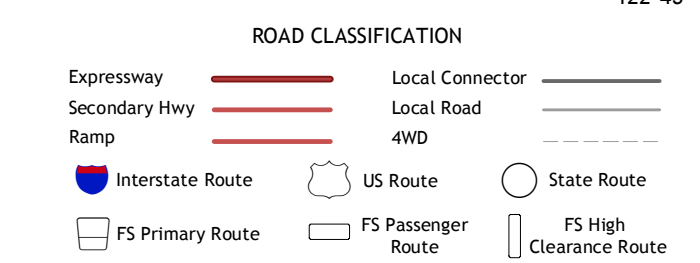 ROAD CLASSIFICATION
Expressway
Local Connector
Secondary Hwy
Local Road
Ramp
4WD
Interstate Route
US Route
State Route
FS Primary Route
FS Passenger
Route
FS High
Clearance Route